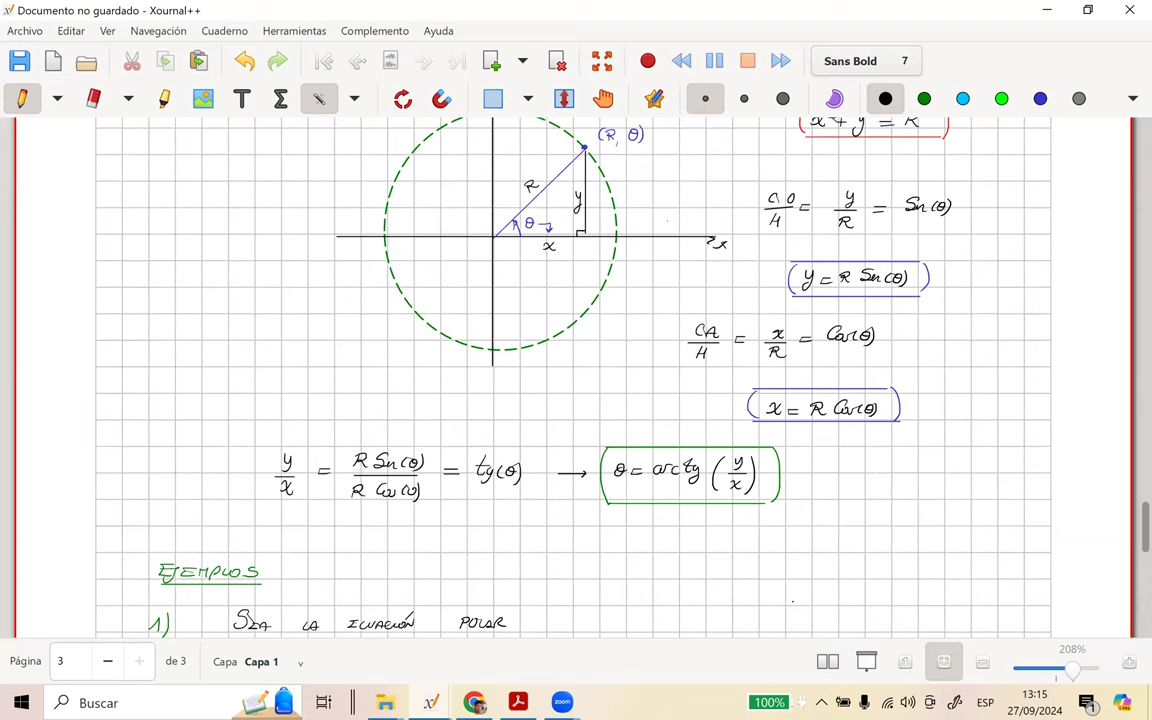 Documento no guardado - Xournal++
Archivo Editar Ver Navegación Cuaderno Herramientas Complemento Ayuda
Sans Bold 7
(R, θ)
x + y = R
R
y
θ
x
x
CO/H = y/R = Sen(θ)
y = R Sen(θ)
CA/H = x/R = Cos(θ)
x = R Cos(θ)
y/x = R Sen(θ)/R Cos(θ) = tg(θ) → θ = arctg (y/x)
EJEMPLOS
1) SEA LA ECUACIÓN POLAR
Página 3 de 3 Capa Capa 1
208%
Buscar
100%
ESP
13:15
27/09/2024
1